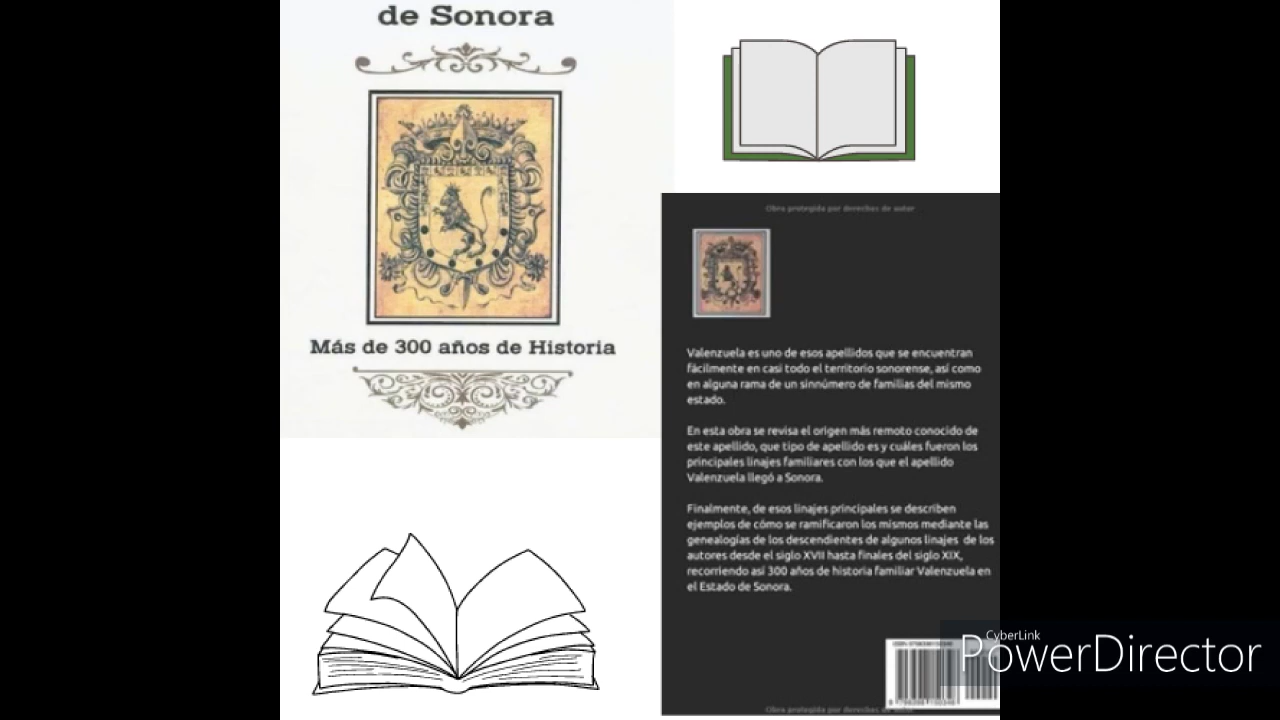 de Sonora
Más de 300 años de Historia
Obra protegida por derechos de autor
Valenzuela es uno de esos apellidos que se encuentran
fácilmente en casi todo el territorio sonorense, así como
en alguna rama de un sinnúmero de familias del mismo
estado.
En esta obra se revisa el origen más remoto conocido de
este apellido, que tipo de apellido es y cuáles fueron los
principales linajes familiares con los que el apellido
Valenzuela llegó a Sonora.
Finalmente, de esos linajes principales se describen
ejemplos de cómo se ramificaron los mismos mediante las
genealogías de los descendientes de algunos linajes de los
autores desde el siglo XVII hasta finales del siglo XIX,
recorriendo así 300 años de historia familiar Valenzuela en
el Estado de Sonora.
CyberLink
PowerDirector
Obra protegida por derechos de autor